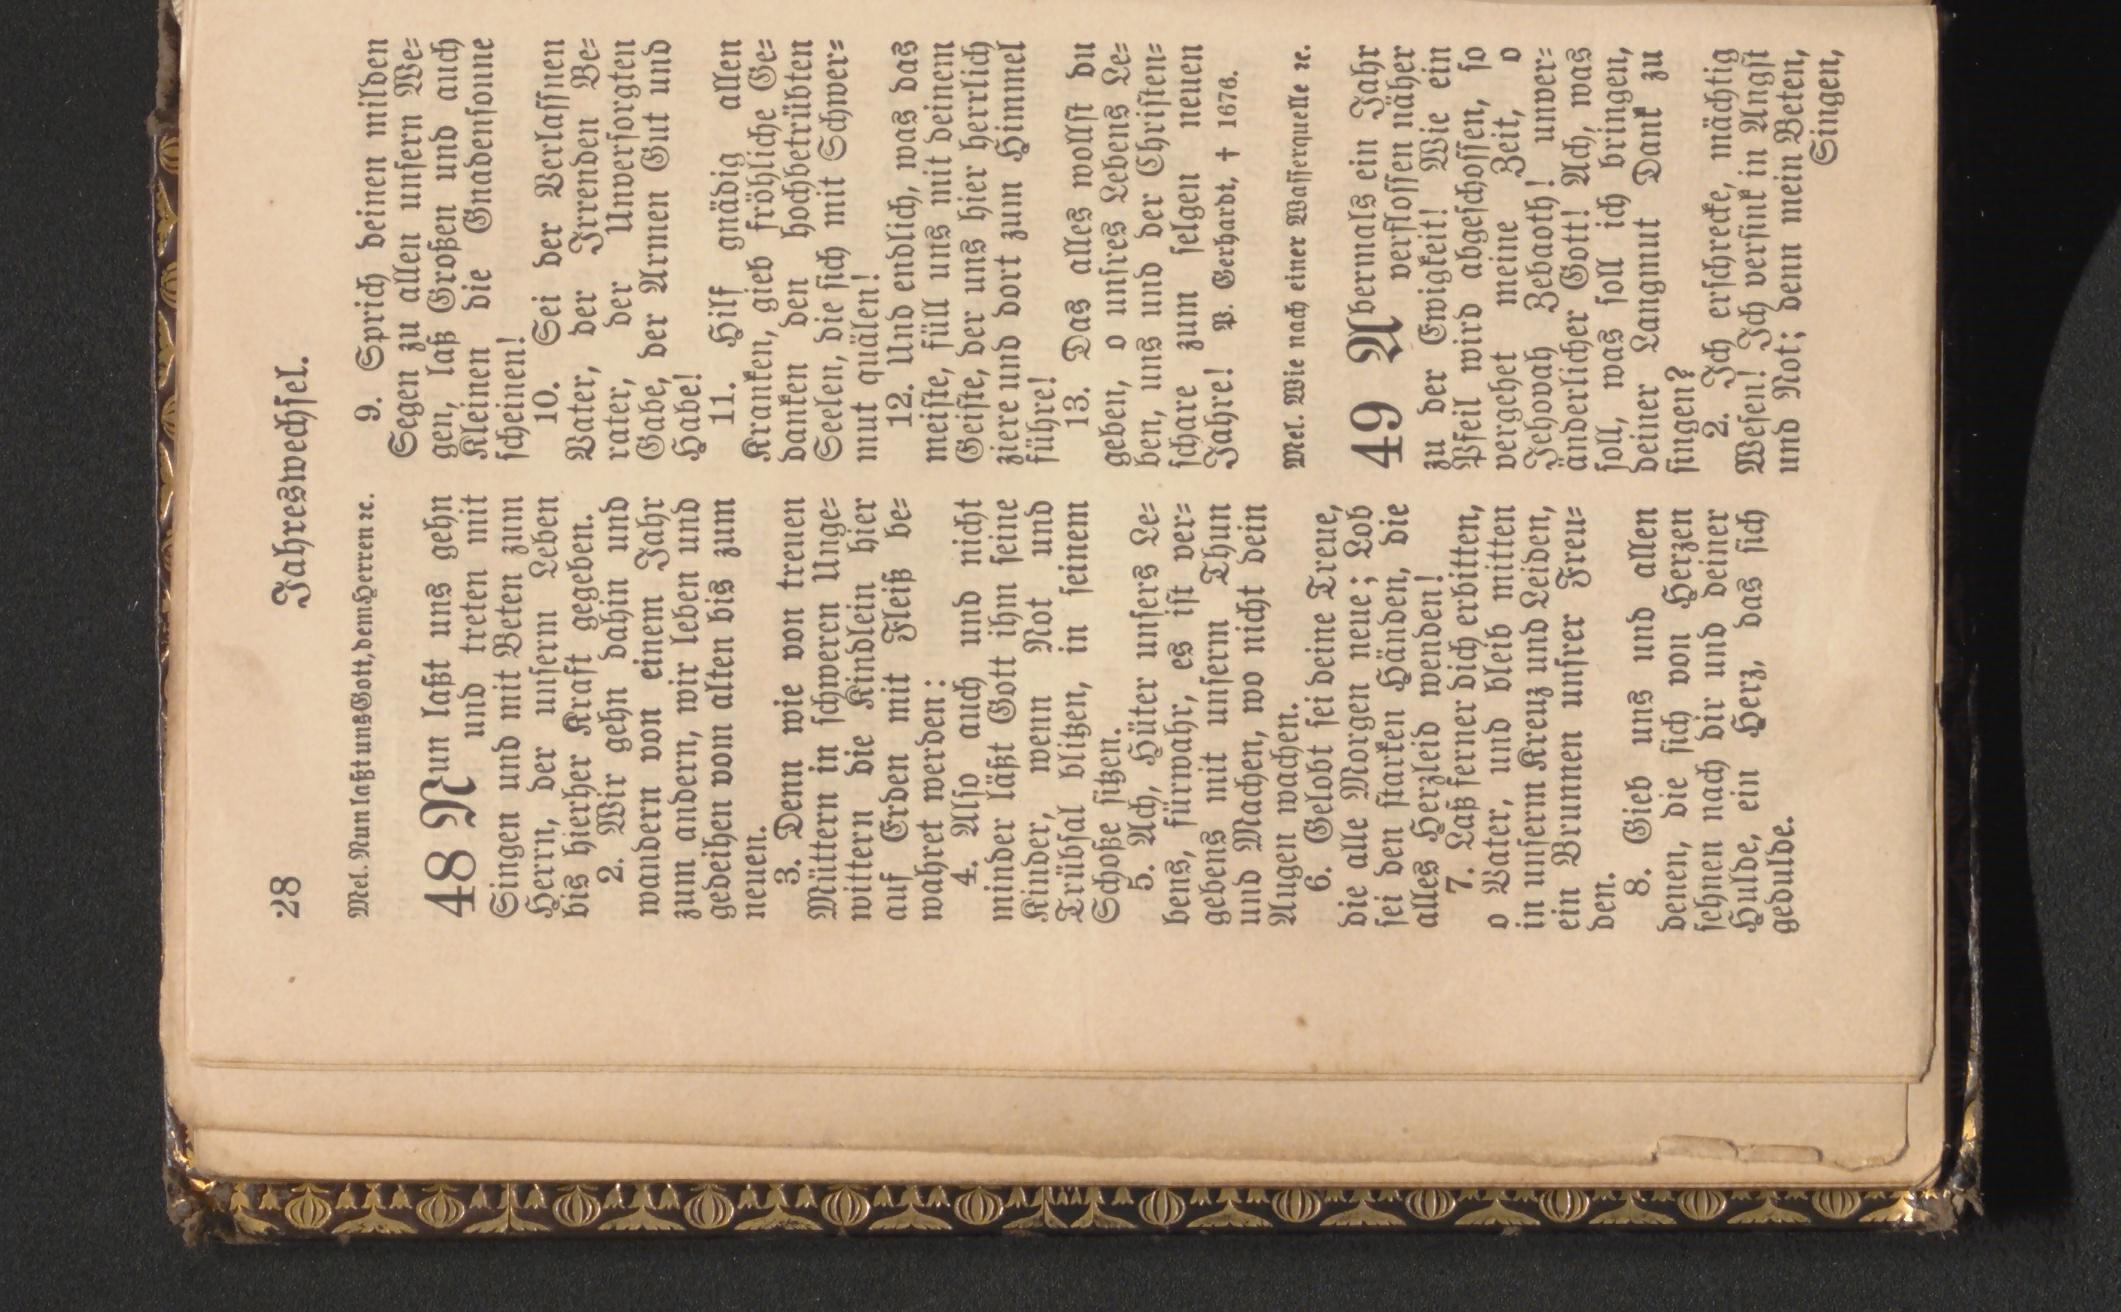 28
Jahreswechsel.
Mel. Nun laßt uns Gott, dem Herren ꝛc.
48 Nun laßt uns gehn
und treten mit
Singen und mit Beten zum
Herrn, der unserm Leben
bis hierher Kraft gegeben.
2. Wir gehn dahin und
wandern von einem Jahr
zum andern, wir leben und
gedeihen vom alten bis zum
neuen.
3. Denn wie von treuen
Müttern in schweren Unge-
wittern die Kindlein hier
auf Erden mit Fleiß be-
wahret werden:
4. Also auch und nicht
minder läßt Gott ihm seine
Kinder, wenn Not und
Trübsal blitzen, in seinem
Schoße sitzen.
5. Ach, Hüter unsers Le-
bens, fürwahr, es ist ver-
gebens mit unserm Thun
und Machen, wo nicht dein
Augen wachen.
6. Gelobt sei deine Treue,
die alle Morgen neue; Lob
sei den starken Händen, die
alles Herzleid wenden!
7. Laß ferner dich erbitten,
o Vater, und bleib mitten
in unserm Kreuz und Leiden,
ein Brunnen unsrer Freu-
den.
8. Gieb uns und allen
denen, die sich von Herzen
sehnen nach dir und deiner
Hulde, ein Herz, das sich
gedulde.
9. Sprich deinen milden
Segen zu allen unsern We-
gen, laß Großen und auch
Kleinen die Gnadensonne
scheinen!
10. Sei der Verlassnen
Vater, der Irrenden Be-
rater, der Unversorgten
Gabe, der Armen Gut und
Habe!
11. Hilf gnädig allen
Kranken, gieb fröhliche Ge-
danken den hochbetrübten
Seelen, die sich mit Schwer-
mut quälen!
12. Und endlich, was das
meiste, füll uns mit deinem
Geiste, der uns hier herrlich
ziere und dort zum Himmel
führe!
13. Das alles wollst du
geben, o unsres Lebens Le-
ben, uns und der Christen-
schare zum selgen neuen
Jahre! P. Gerhardt, † 1676.
Mel. Wie nach einer Wasserquelle ꝛc.
49 Abermals ein Jahr
verflossen näher
zu der Ewigkeit! Wie ein
Pfeil wird abgeschossen, so
vergehet meine Zeit, o
Jehovah Zebaoth! unver-
änderlicher Gott! Ach, was
soll, was soll ich bringen,
deiner Langmut Dank zu
singen?
2. Ich erschrecke, mächtig
Wesen! Ich versink in Angst
und Not; denn mein Beten,
Singen,